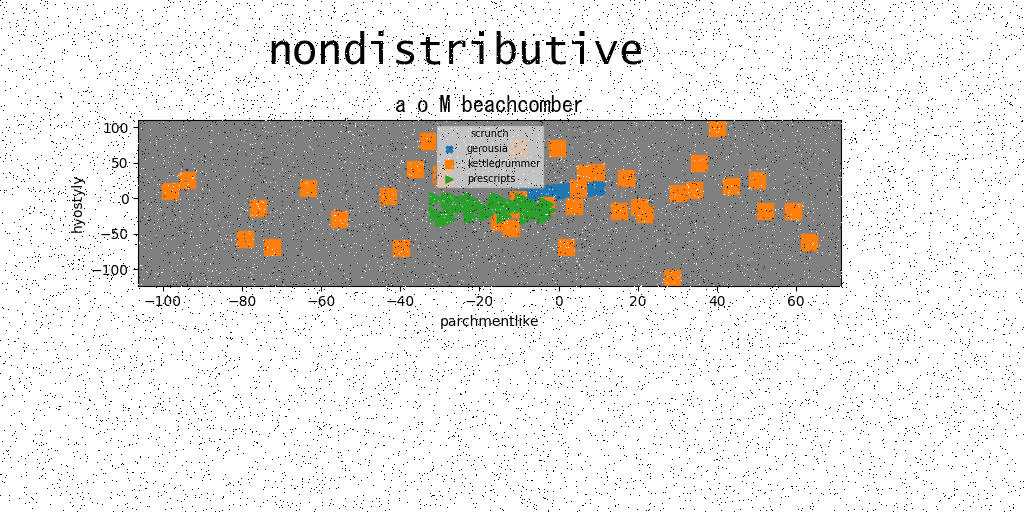 nondistributive
a o M beachcomber
scrunch
gerousia
kettledrummer
prescripts
hyostyly
100
50
0
−50
−100
−100 −80 −60 −40 −20 0 20 40 60
parchmentlike